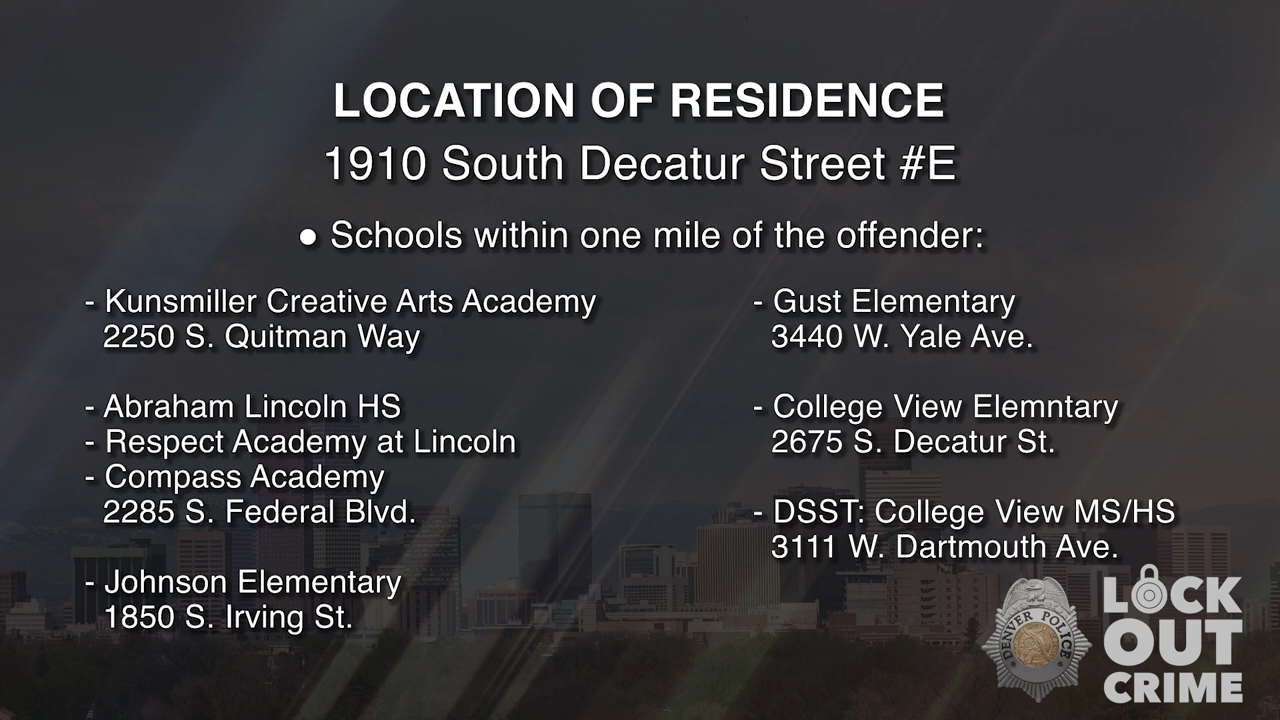 LOCATION OF RESIDENCE
1910 South Decatur Street #E
● Schools within one mile of the offender:
- Kunsmiller Creative Arts Academy
2250 S. Quitman Way
- Abraham Lincoln HS
- Respect Academy at Lincoln
- Compass Academy
2285 S. Federal Blvd.
- Johnson Elementary
1850 S. Irving St.
- Gust Elementary
3440 W. Yale Ave.
- College View Elemntary
2675 S. Decatur St.
- DSST: College View MS/HS
3111 W. Dartmouth Ave.
DENVER POLICE
LOCK
OUT
CRIME